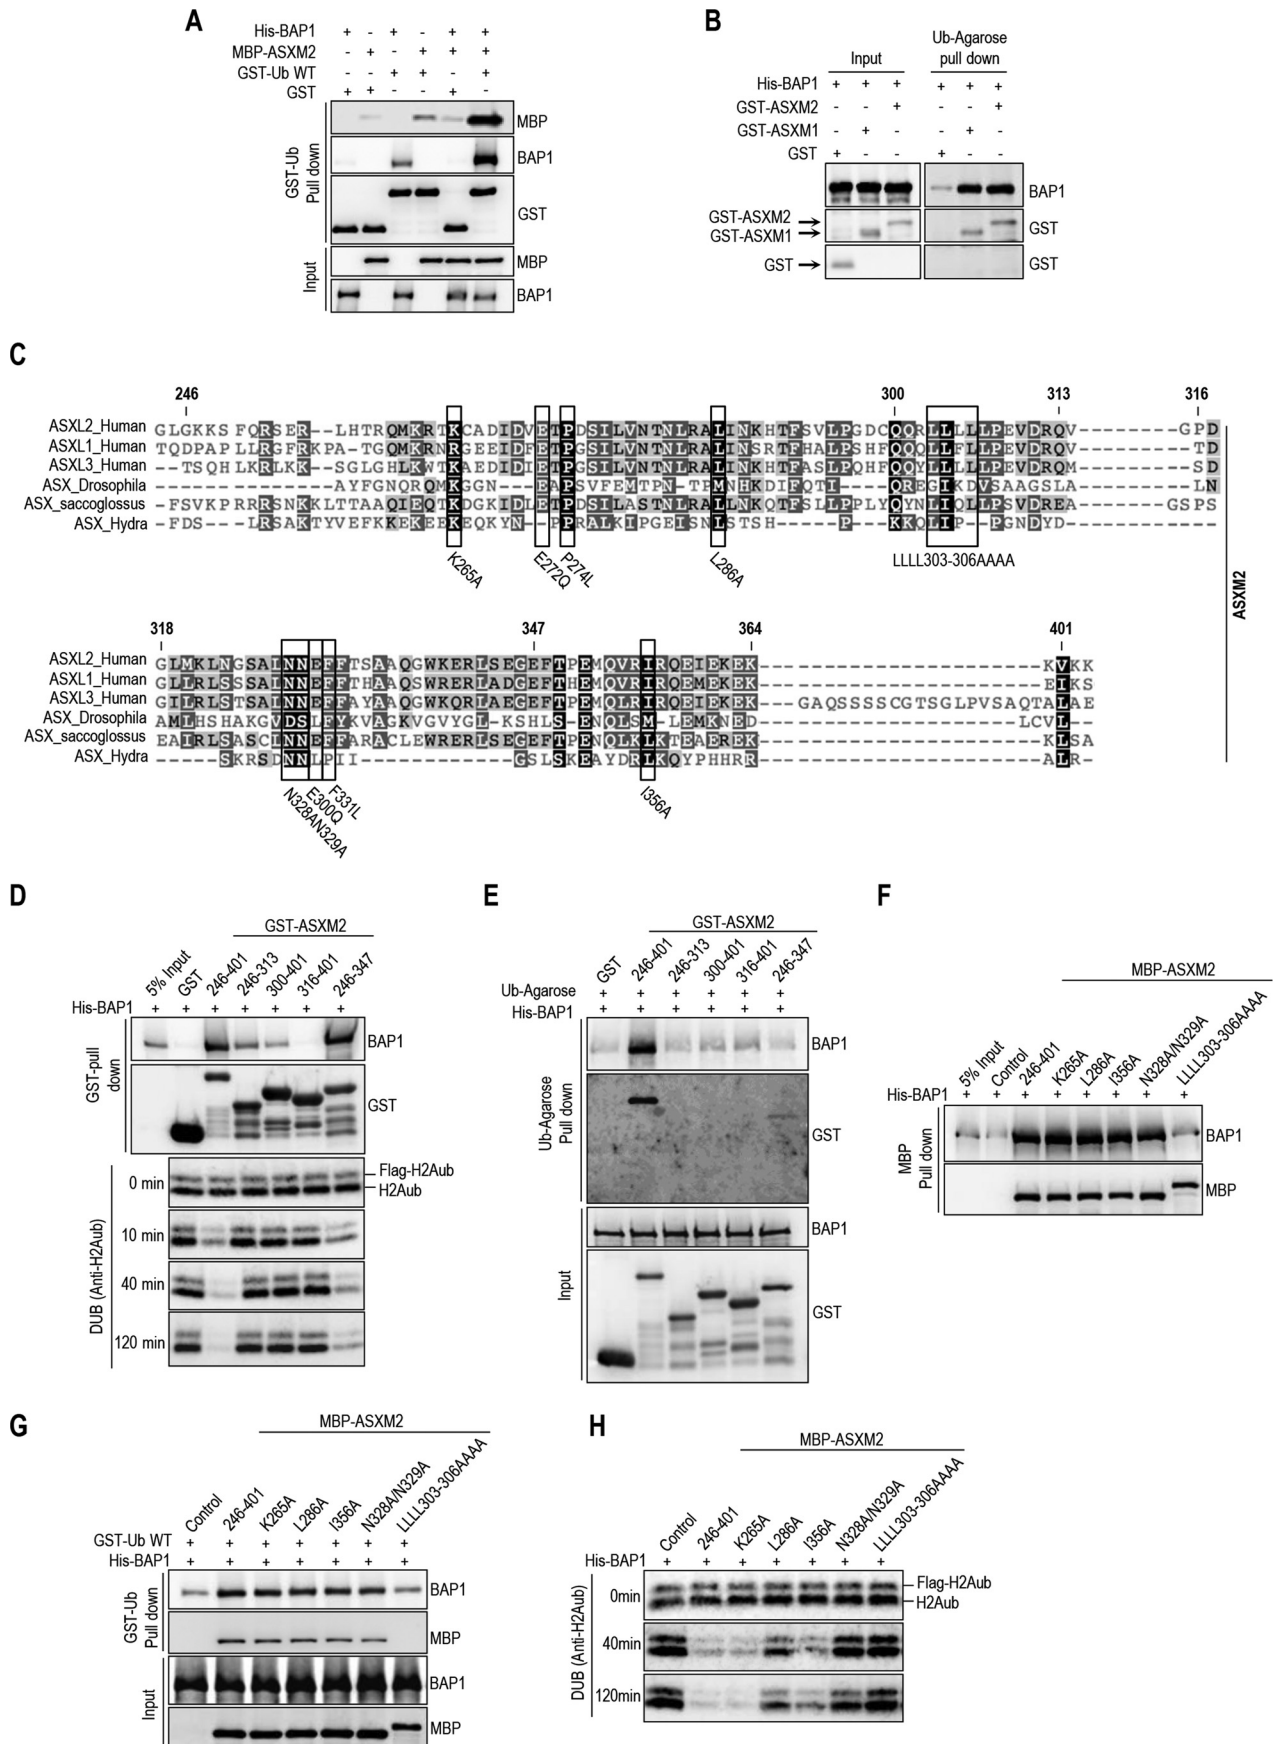 A
His-BAP1 + - + - + +
MBP-ASXM2 - + - + + +
GST-Ub WT - - + + - +
GST + + - - + -
GST-Ub
Pull down
MBP
BAP1
GST
Input
MBP
BAP1
B
Input
Ub-Agarose
pull down
His-BAP1 + + + + + +
GST-ASXM2 - - + - - +
GST-ASXM1 - + - - + -
GST + - - + - -
BAP1
GST-ASXM2
GST-ASXM1
GST
GST
GST
C
246 300 313 316
ASXL2_Human
ASXL1_Human
ASXL3_Human
ASX_Drosophila
ASX_saccoglossus
ASX_Hydra
K265A
E272Q
P274L
L286A
LLLL303-306AAAA
ASXM2
318 347 364 401
ASXL2_Human
ASXL1_Human
ASXL3_Human
ASX_Drosophila
ASX_saccoglossus
ASX_Hydra
N328AN329A
E300Q
F331L
I356A
D
GST-ASXM2
5% Input
GST
246-401
246-313
300-401
316-401
246-347
His-BAP1 + + + + + + +
GST-pull
down
BAP1
GST
DUB (Anti-H2Aub)
0 min
Flag-H2Aub
H2Aub
10 min
40 min
120 min
E
GST-ASXM2
GST
246-401
246-313
300-401
316-401
246-347
Ub-Agarose + + + + + +
His-BAP1 + + + + + +
Ub-Agarose
Pull down
BAP1
GST
Input
BAP1
GST
F
MBP-ASXM2
5% Input
Control
246-401
K265A
L286A
I356A
N328A/N329A
LLLL303-306AAAA
His-BAP1 + + + + + + + +
MBP
Pull down
BAP1
MBP
G
MBP-ASXM2
Control
246-401
K265A
L286A
I356A
N328A/N329A
LLLL303-306AAAA
GST-Ub WT + + + + + + +
His-BAP1 + + + + + + +
GST-Ub
Pull down
BAP1
MBP
Input
BAP1
MBP
H
MBP-ASXM2
Control
246-401
K265A
L286A
I356A
N328A/N329A
LLLL303-306AAAA
His-BAP1 + + + + + + +
DUB (Anti-H2Aub)
0min
Flag-H2Aub
H2Aub
40min
120min